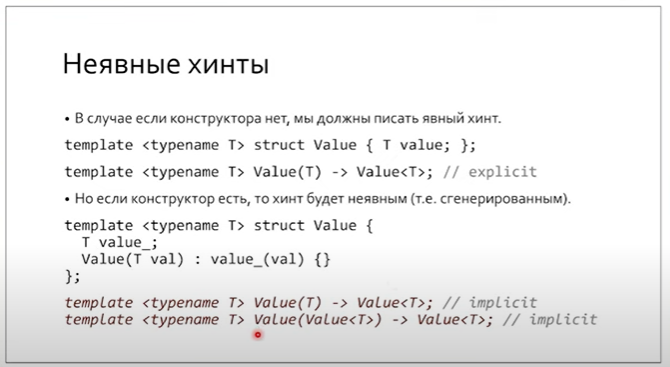 Неявные хинты
• В случае если конструктора нет, мы должны писать явный хинт.
template <typename T> struct Value { T value; };
template <typename T> Value(T) -> Value<T>; // explicit
• Но если конструктор есть, то хинт будет неявным (т.е. сгенерированным).
template <typename T> struct Value {
  T value_;
  Value(T val) : value_(val) {}
};
template <typename T> Value(T) -> Value<T>; // implicit
template <typename T> Value(Value<T>) -> Value<T>; // implicit